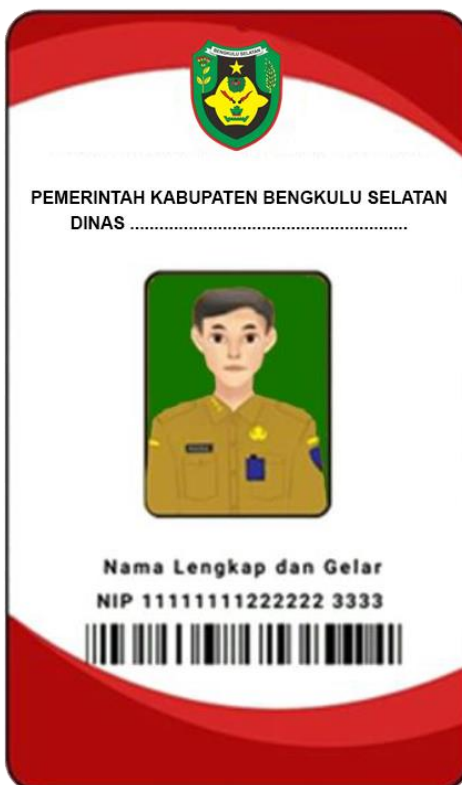 BENGKULU SELATAN
PEMERINTAH KABUPATEN BENGKULU SELATAN
DINAS ............................................................
Nama Lengkap dan Gelar
NIP 11111111222222 3333